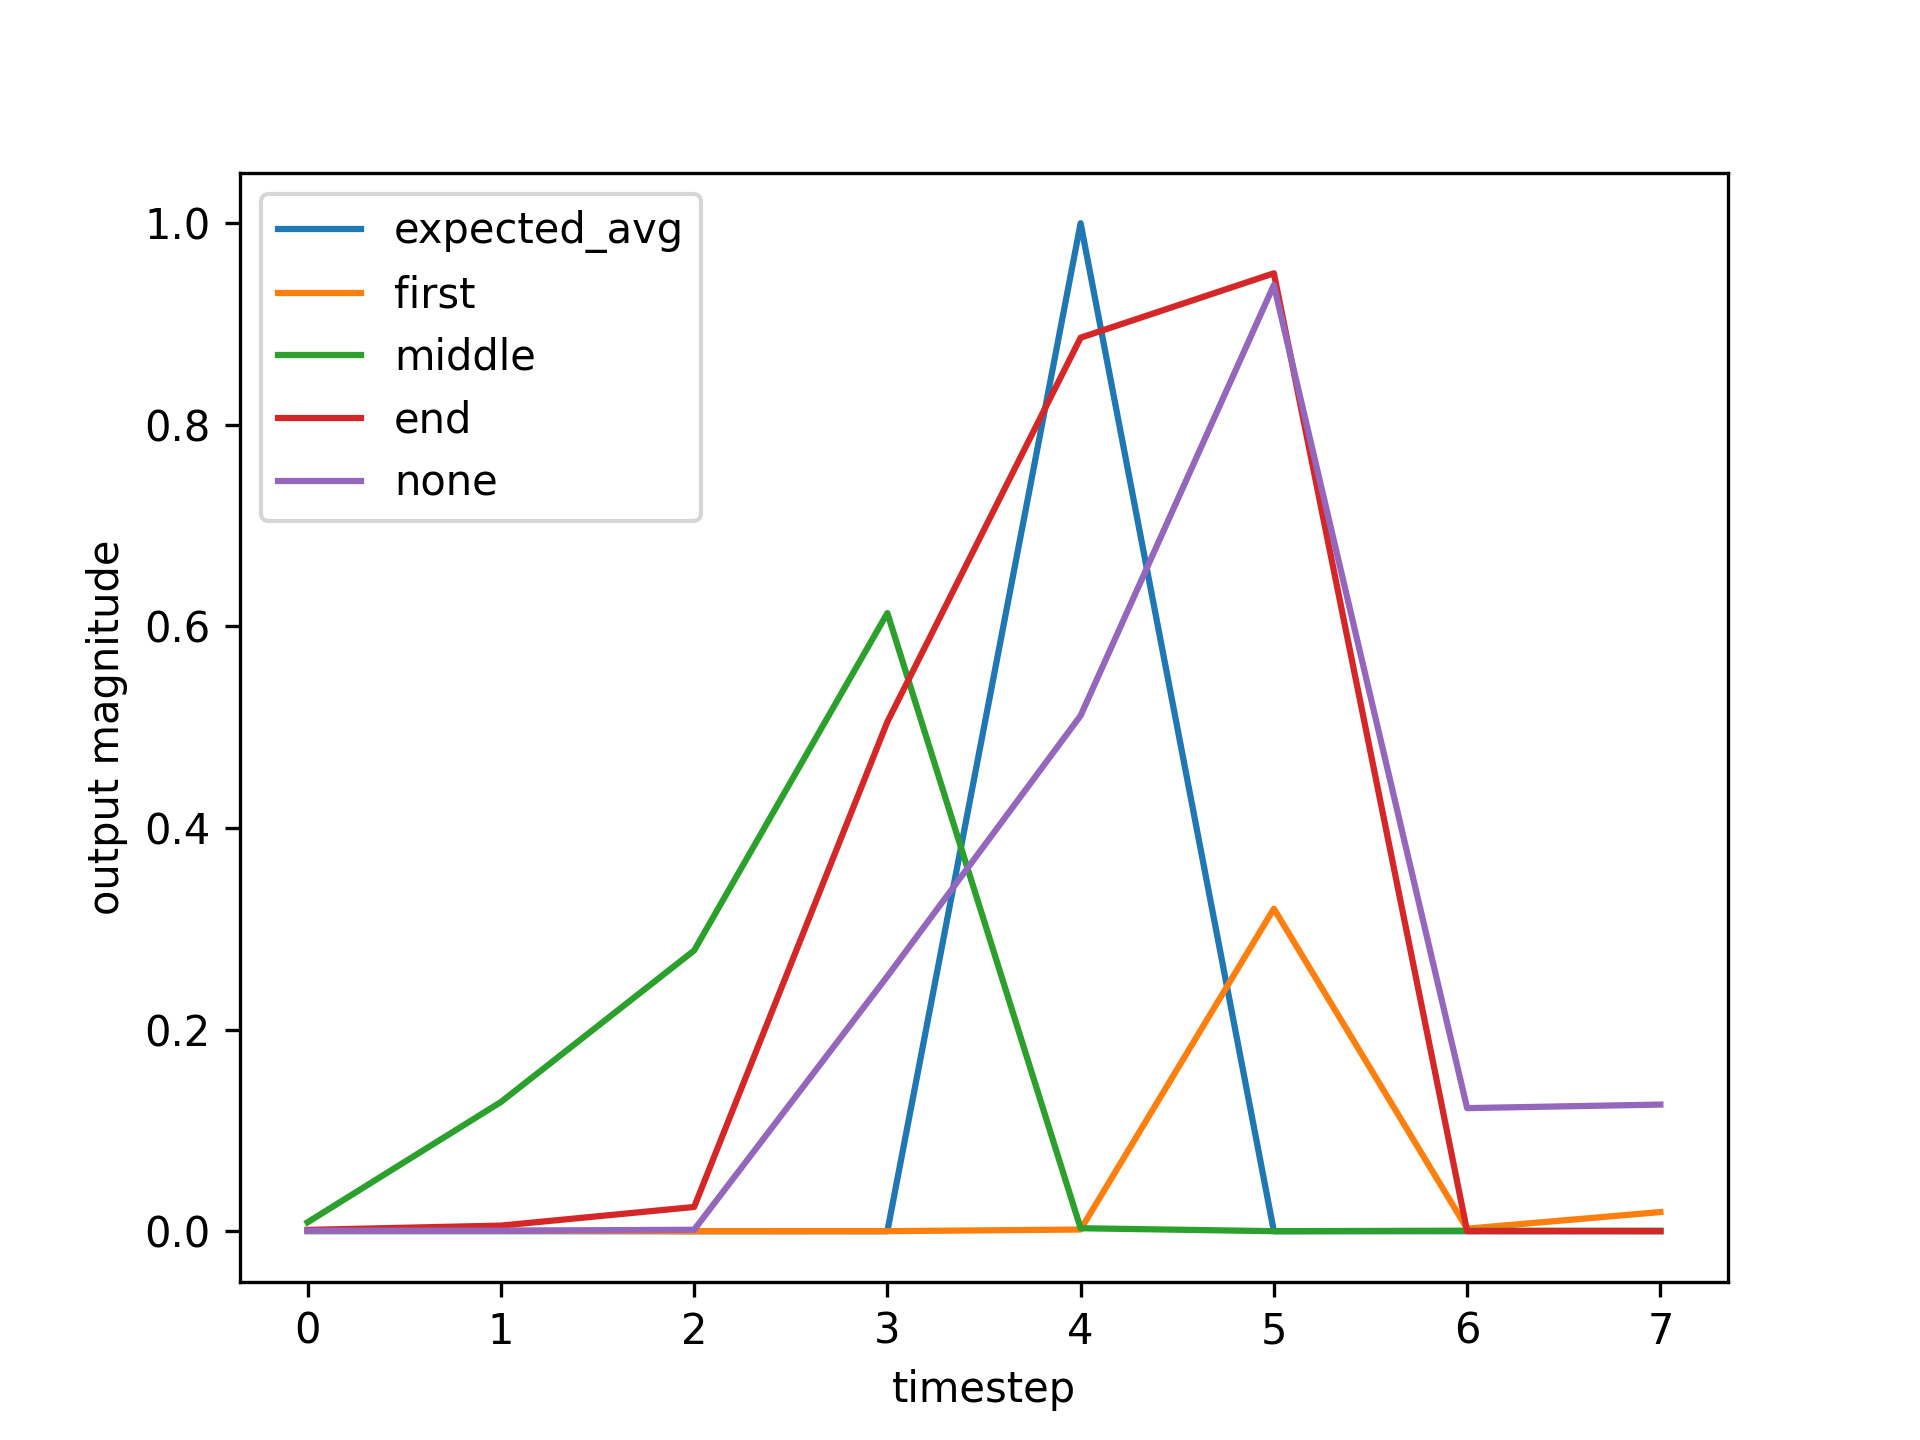 expected_avg
first
middle
end
none
1.0
0.8
0.6
0.4
0.2
0.0
output magnitude
0 1 2 3 4 5 6 7
timestep